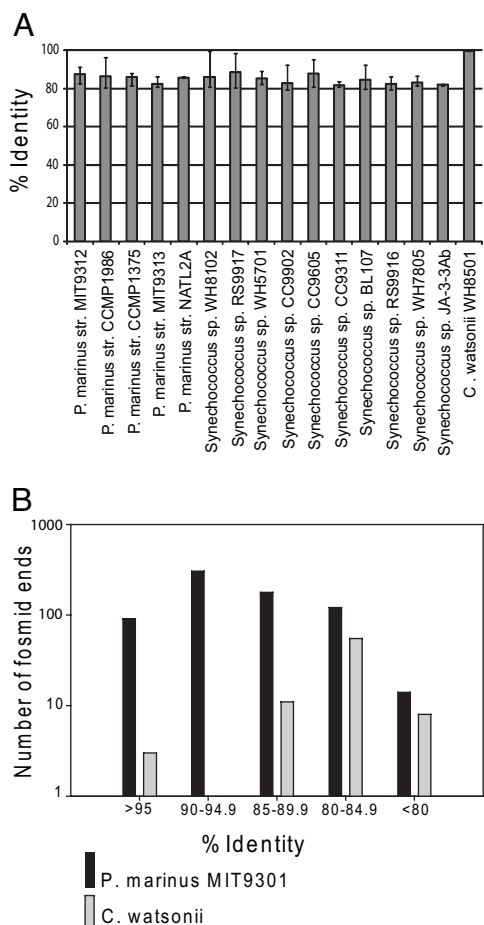 A
% Identity
100
80
60
40
20
0
P. marinus str. MIT9312
P. marinus str. CCMP1986
P. marinus str. CCMP1375
P. marinus str. MIT9313
P. marinus str. NATL2A
Synechococcus sp. WH8102
Synechococcus sp. RS9917
Synechococcus sp. WH5701
Synechococcus sp. CC9902
Synechococcus sp. CC9605
Synechococcus sp. CC9311
Synechococcus sp. BL107
Synechococcus sp. RS9916
Synechococcus sp. WH7805
Synechococcus sp. JA-3-3Ab
C. watsonii WH8501
B
Number of fosmid ends
1000
100
10
1
>95 90-94.9 85-89.9 80-84.9 <80
% Identity
P. marinus MIT9301
C. watsonii